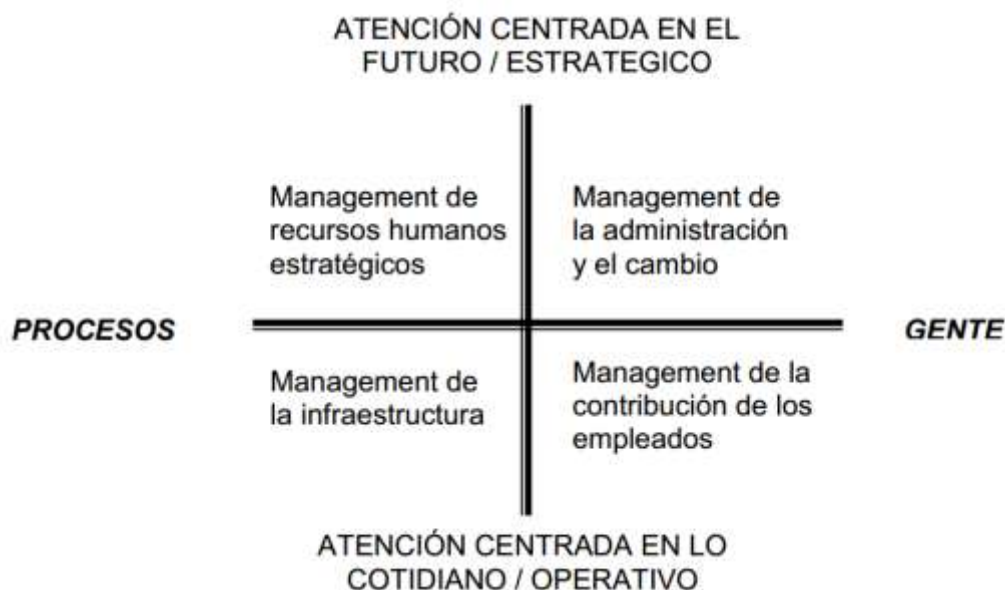 ATENCIÓN CENTRADA EN EL
FUTURO / ESTRATEGICO
Management de
recursos humanos
estratégicos
Management de
la administración
y el cambio
PROCESOS
GENTE
Management de
la infraestructura
Management de la
contribución de los
empleados
ATENCIÓN CENTRADA EN LO
COTIDIANO / OPERATIVO